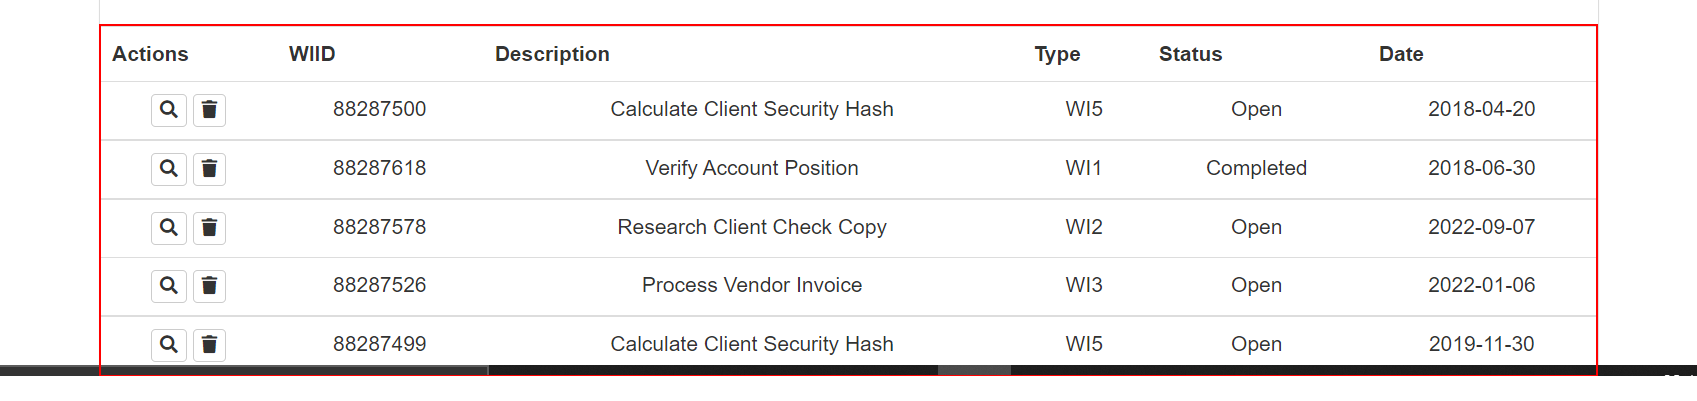 Actions WIID Description Type Status Date
88287500 Calculate Client Security Hash WI5 Open 2018-04-20
88287618 Verify Account Position WI1 Completed 2018-06-30
88287578 Research Client Check Copy WI2 Open 2022-09-07
88287526 Process Vendor Invoice WI3 Open 2022-01-06
88287499 Calculate Client Security Hash WI5 Open 2019-11-30